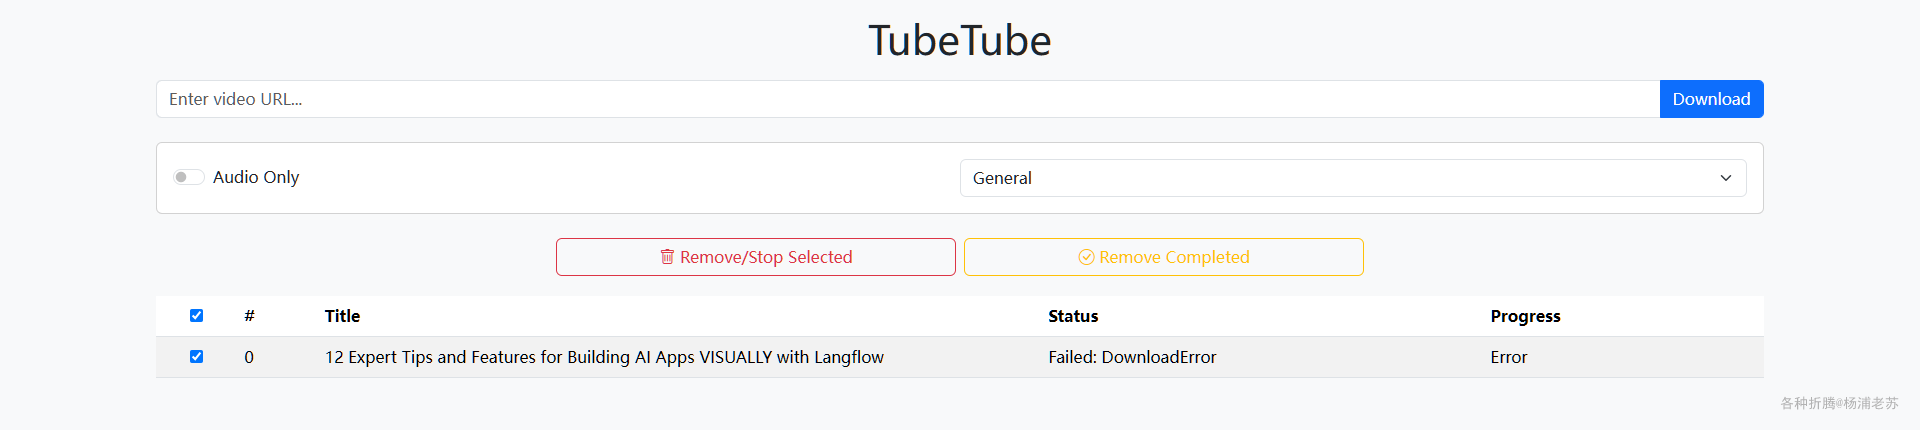 TubeTube
Enter video URL... Download
Audio Only General
Remove/Stop Selected Remove Completed
# Title Status Progress
0 12 Expert Tips and Features for Building AI Apps VISUALLY with Langflow Failed: DownloadError Error
各种折腾@杨浦老苏